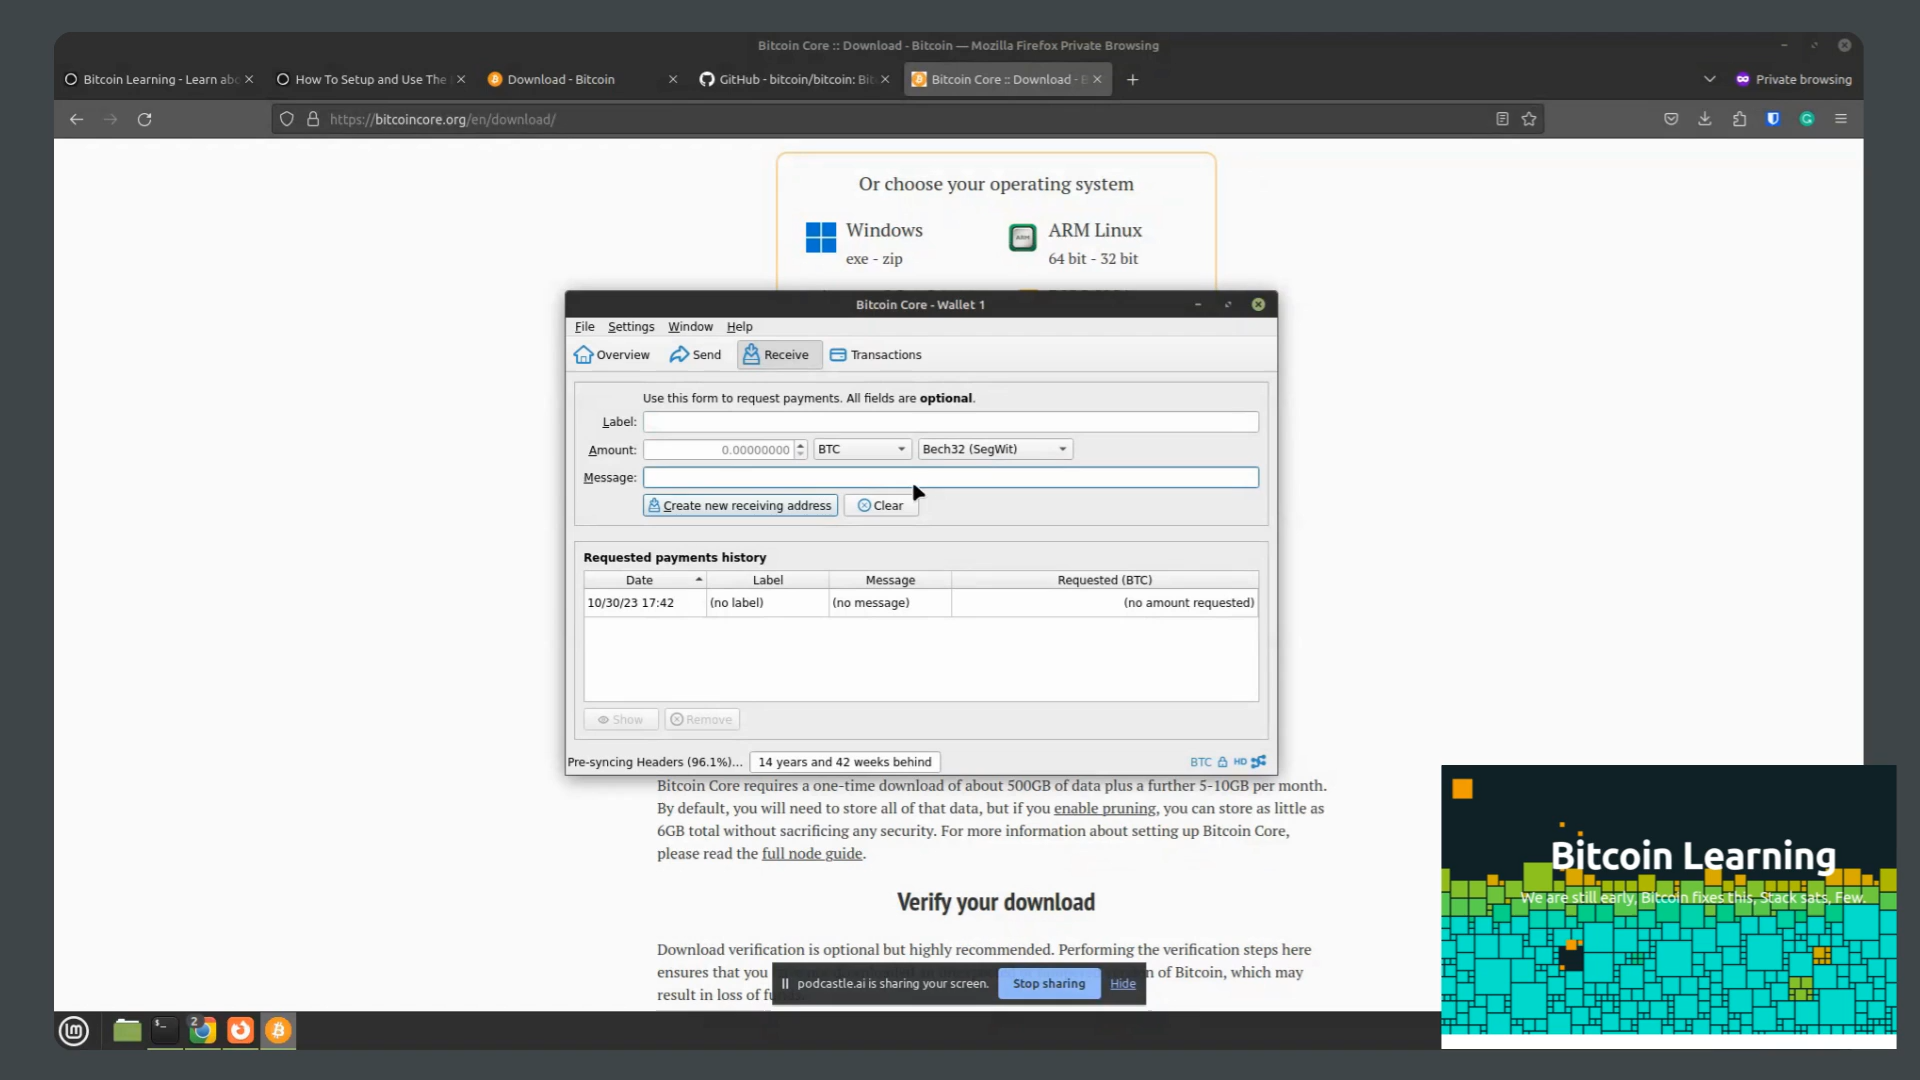 Bitcoin Core :: Download - Bitcoin — Mozilla Firefox Private Browsing
Bitcoin Learning - Learn abo
How To Setup and Use The
Download - Bitcoin
GitHub - bitcoin/bitcoin: Bit
Bitcoin Core :: Download - B
Private browsing
https://bitcoincore.org/en/download/
Or choose your operating system
Windows
exe - zip
ARM Linux
64 bit - 32 bit
Bitcoin Core - Wallet 1
File Settings Window Help
Overview Send Receive Transactions
Use this form to request payments. All fields are optional.
Label:
Amount: 0.00000000 BTC Bech32 (SegWit)
Message:
Create new receiving address Clear
Requested payments history
Date Label Message Requested (BTC)
10/30/23 17:42 (no label) (no message) (no amount requested)
Show Remove
Pre-syncing Headers (96.1%)... 14 years and 42 weeks behind BTC HD
Bitcoin Core requires a one-time download of about 500GB of data plus a further 5-10GB per month.
By default, you will need to store all of that data, but if you enable pruning, you can store as little as
6GB total without sacrificing any security. For more information about setting up Bitcoin Core,
please read the full node guide.
Verify your download
Download verification is optional but highly recommended. Performing the verification steps here
ensures that you n of Bitcoin, which may
result in loss of
podcastle.ai is sharing your screen. Stop sharing Hide
2
Bitcoin Learning
We are still early, Bitcoin fixes this, Stack sats, Few.